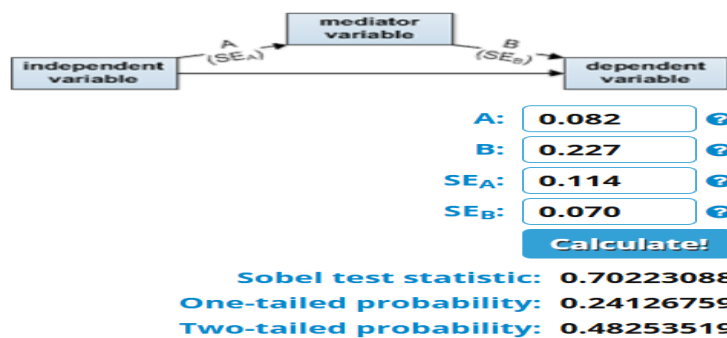 mediator
variable
A
(SEA)
B
(SEB)
independent
variable
dependent
variable
A: 0.082 ?
B: 0.227 ?
SEA: 0.114 ?
SEB: 0.070 ?
Calculate!
Sobel test statistic: 0.70223088
One-tailed probability: 0.24126759
Two-tailed probability: 0.48253519